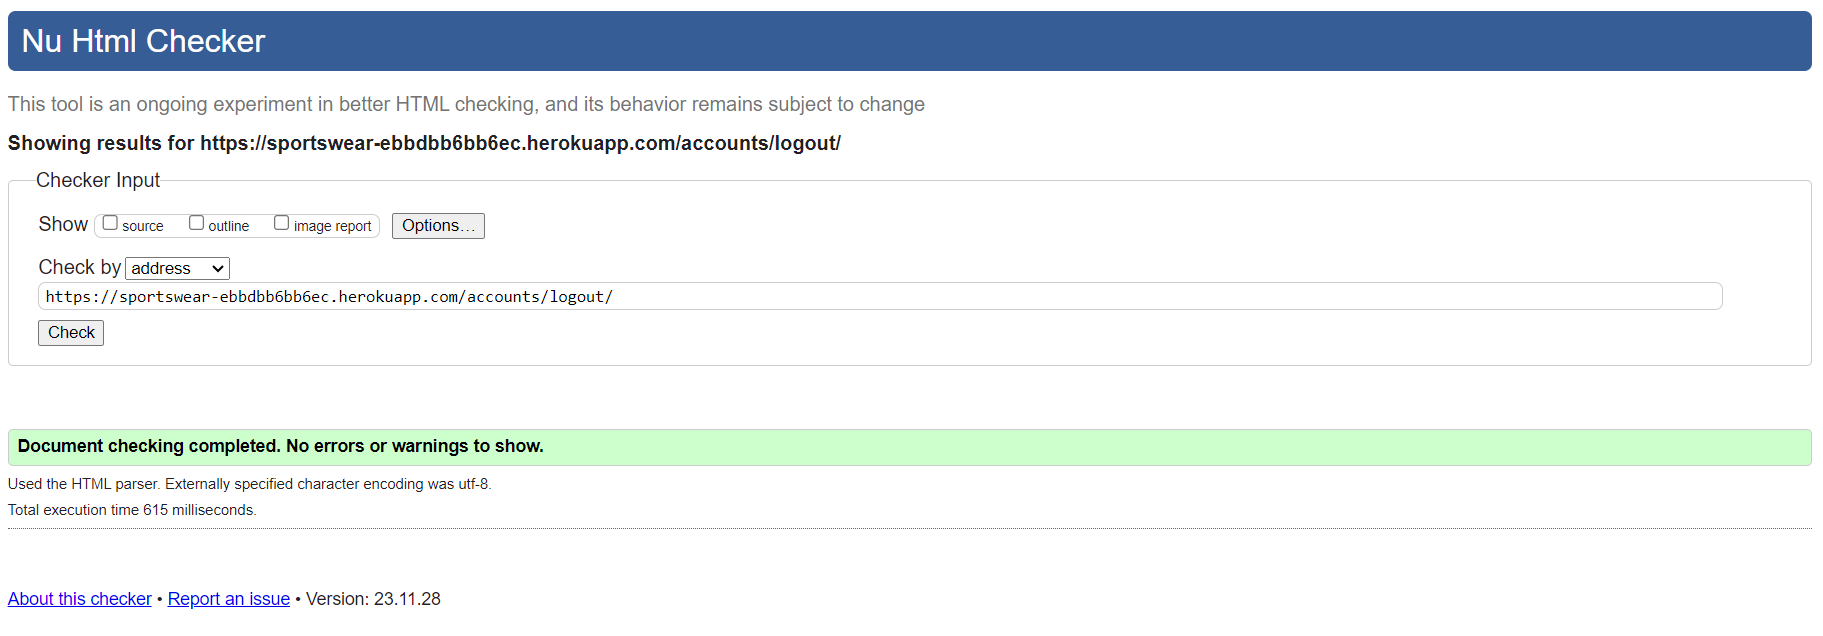 Nu Html Checker
This tool is an ongoing experiment in better HTML checking, and its behavior remains subject to change
Showing results for https://sportswear-ebbdbb6bb6ec.herokuapp.com/accounts/logout/
Checker Input
Show source outline image report Options...
Check by address
https://sportswear-ebbdbb6bb6ec.herokuapp.com/accounts/logout/
Check
Document checking completed. No errors or warnings to show.
Used the HTML parser. Externally specified character encoding was utf-8.
Total execution time 615 milliseconds.
About this checker • Report an issue • Version: 23.11.28